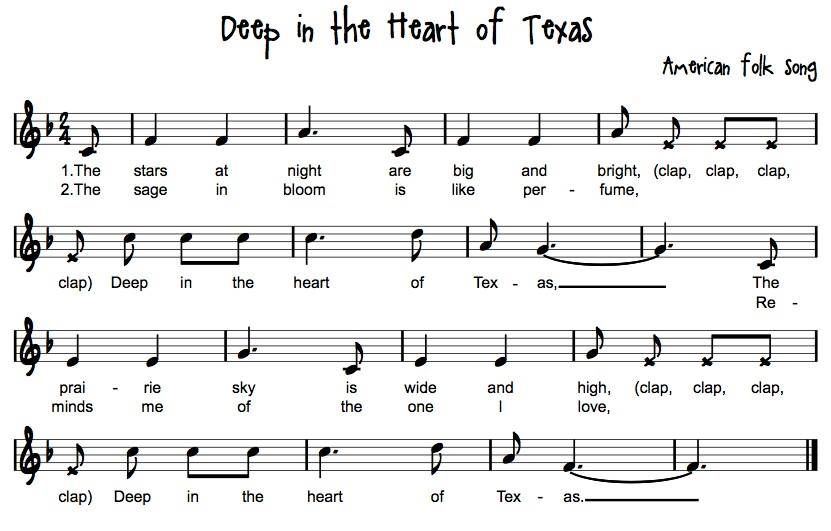 Deep in the Heart of Texas
American folk song
2
4
1.The stars at night are big and bright, (clap, clap, clap,
2.The sage in bloom is like per - fume,
clap) Deep in the heart of Tex - as, The
Re -
prai - rie sky is wide and high, (clap, clap, clap,
minds me of the one I love,
clap) Deep in the heart of Tex - as.